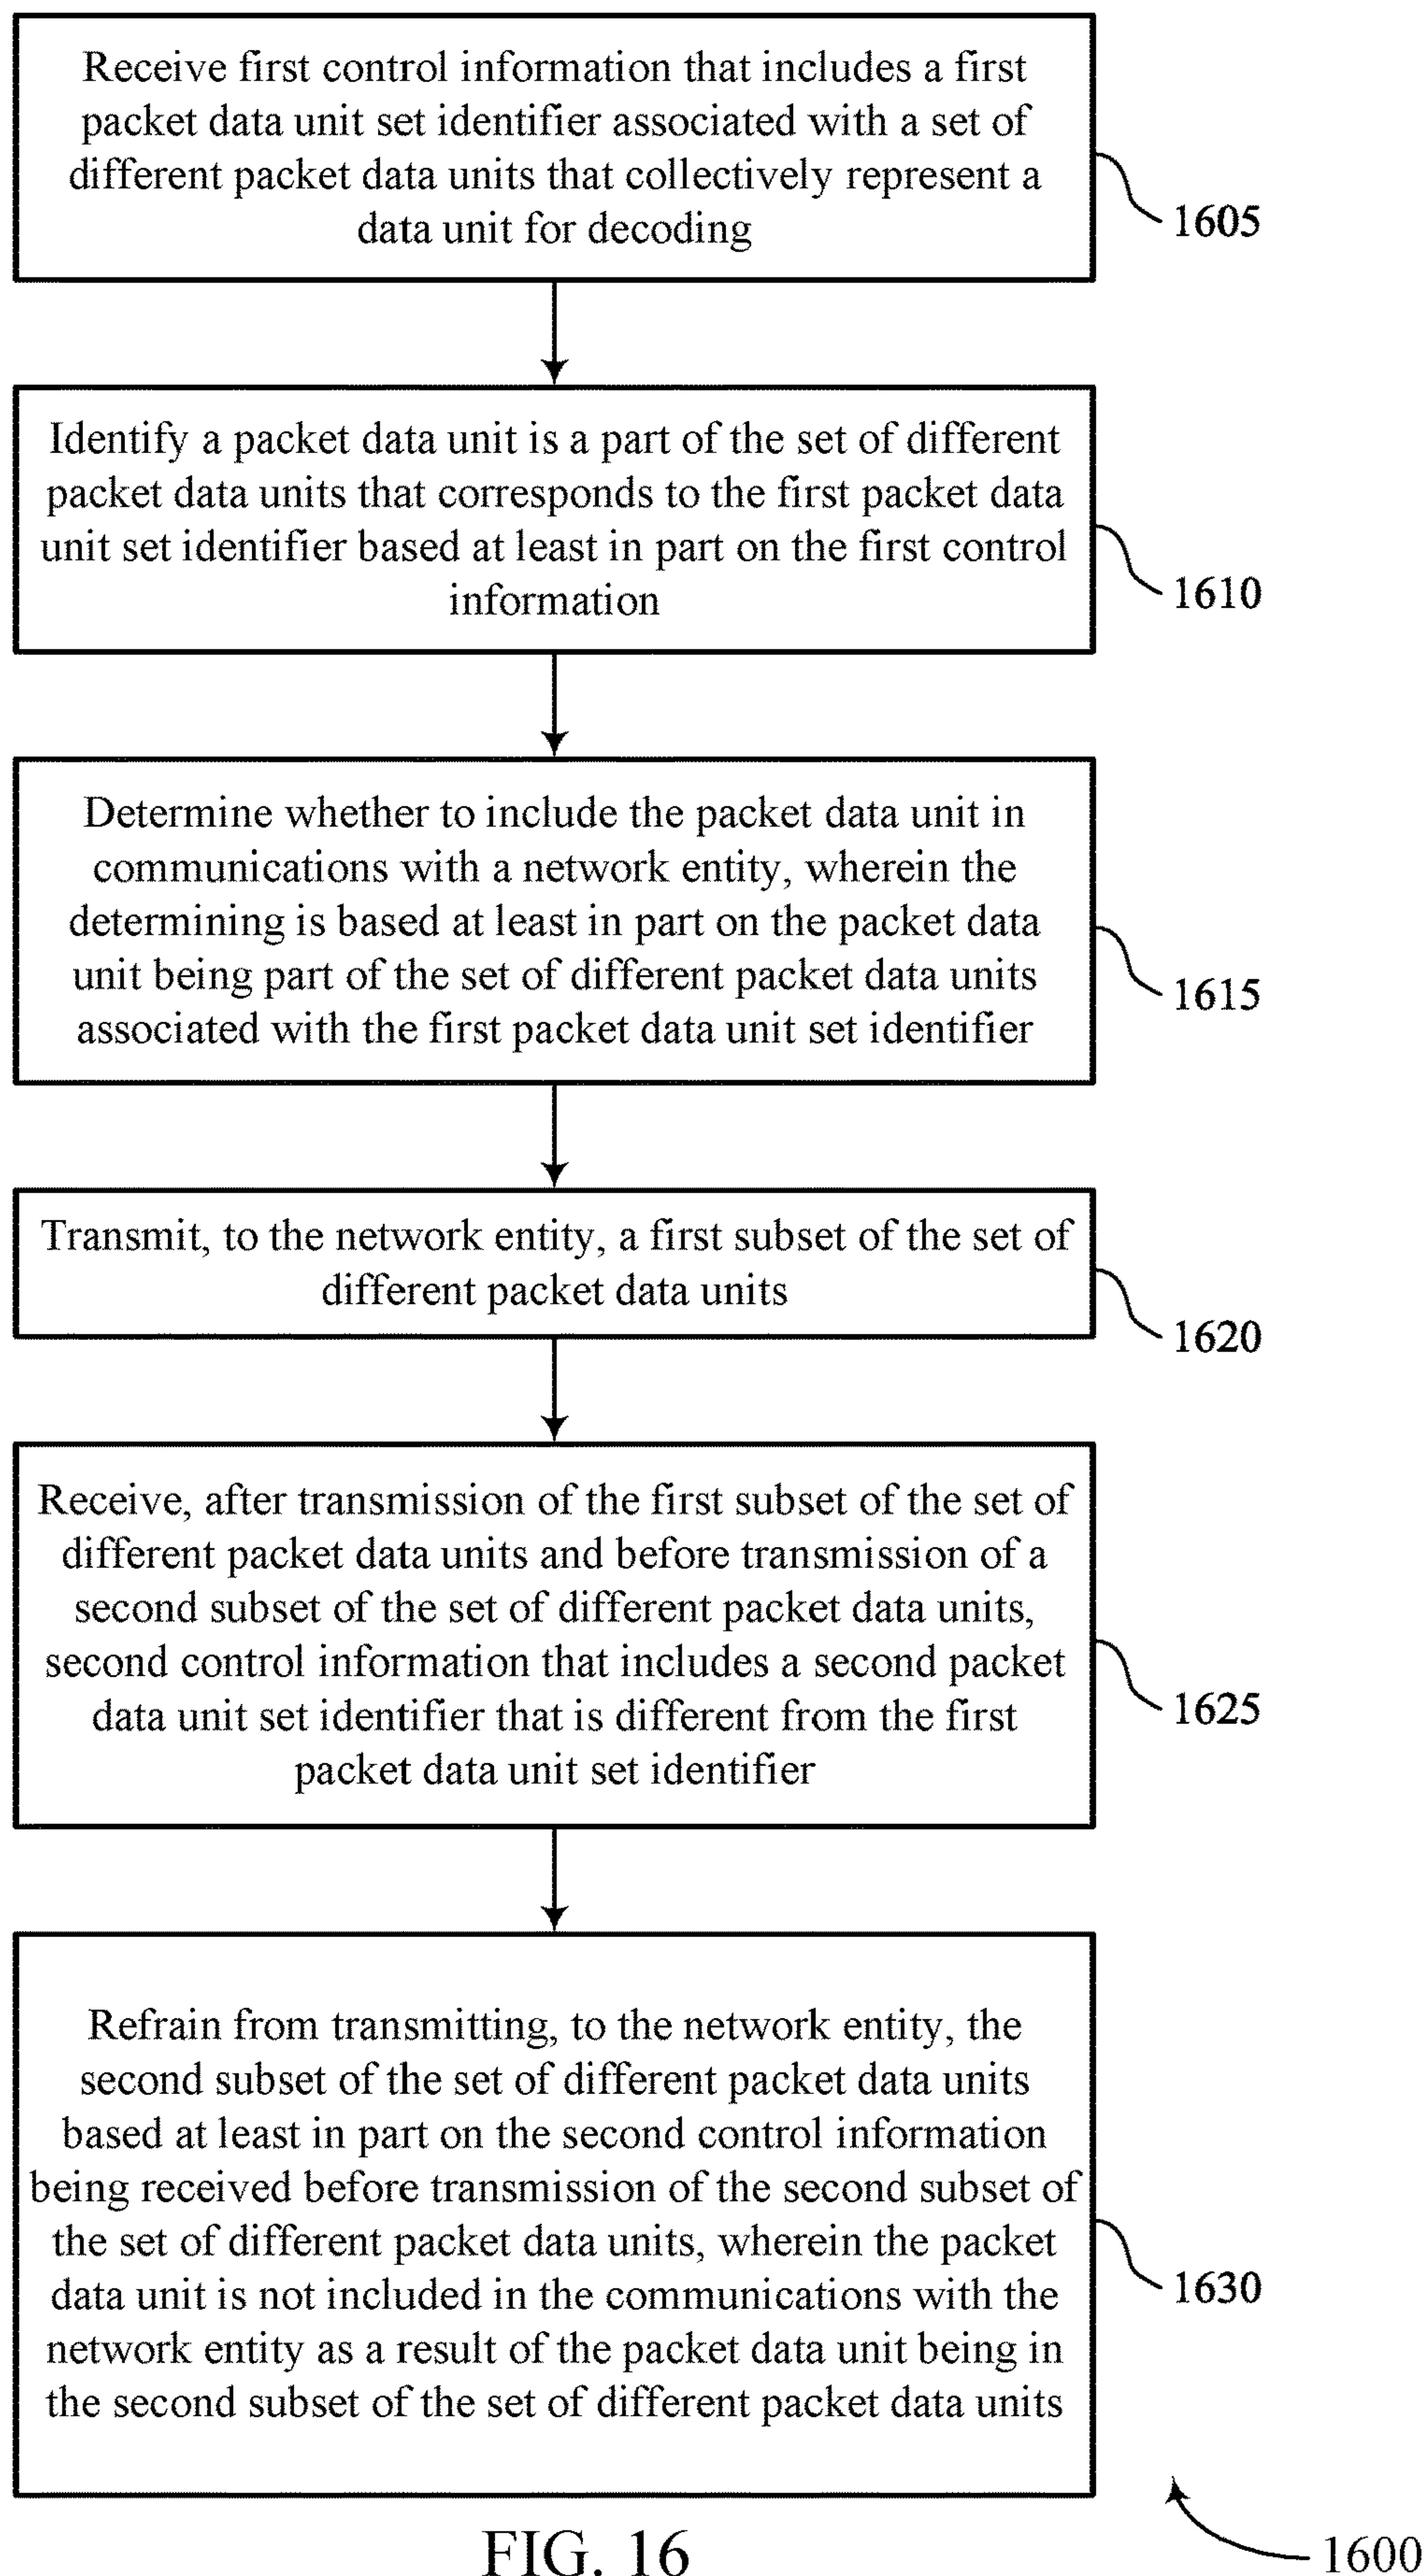 Receive first control information that includes a first
packet data unit set identifier associated with a set of
different packet data units that collectively represent a
data unit for decoding
1605
Identify a packet data unit is a part of the set of different
packet data units that corresponds to the first packet data
unit set identifier based at least in part on the first control
information
1610
Determine whether to include the packet data unit in
communications with a network entity, wherein the
determining is based at least in part on the packet data
unit being part of the set of different packet data units
associated with the first packet data unit set identifier
1615
Transmit, to the network entity, a first subset of the set of
different packet data units
1620
Receive, after transmission of the first subset of the set of
different packet data units and before transmission of a
second subset of the set of different packet data units,
second control information that includes a second packet
data unit set identifier that is different from the first
packet data unit set identifier
1625
Refrain from transmitting, to the network entity, the
second subset of the set of different packet data units
based at least in part on the second control information
being received before transmission of the second subset of
the set of different packet data units, wherein the packet
data unit is not included in the communications with the
network entity as a result of the packet data unit being in
the second subset of the set of different packet data units
1630
FIG. 16
1600